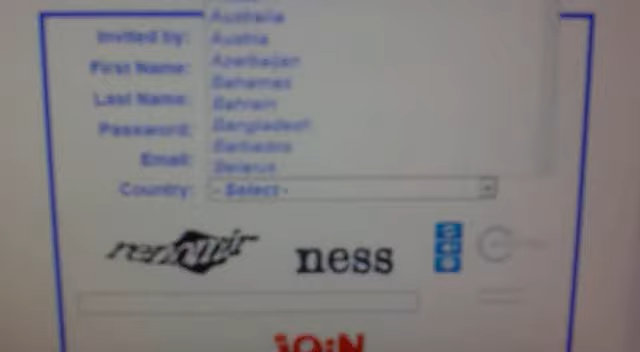 Australia
Austria
Invited by:
Azerbaijan
First Name:
Bahamas
Bahrain
Last Name:
Bangladesh
Password:
Barbados
Email:
Belarus
Country:
- Select -
ness
JOIN